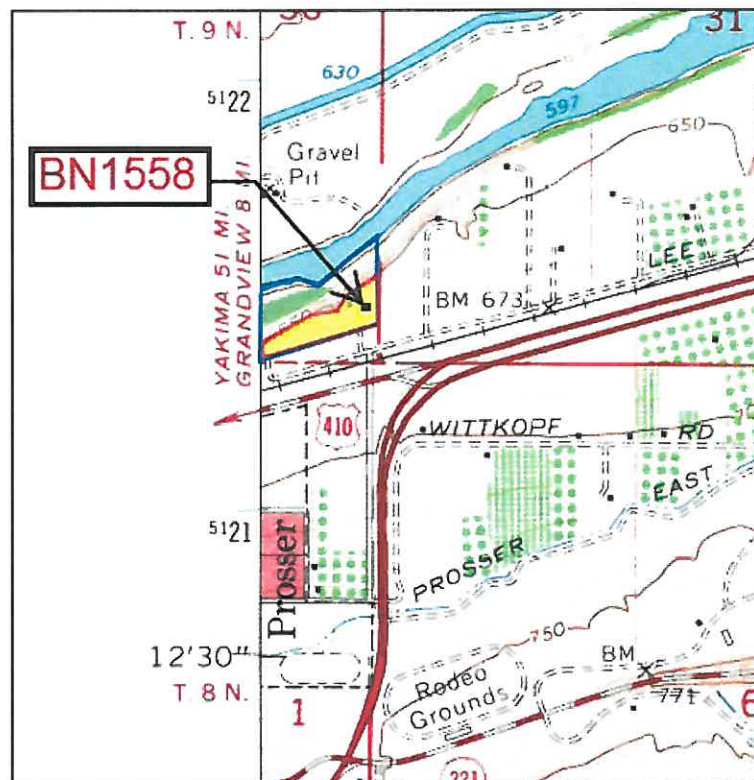 T. 9 N.
31
630
5122
597
650
Gravel
Pit
BN1558
YAKIMA 51 MI.
GRANDVIEW 8 MI.
LEE
BM 673
410
WITTKOPF RD
EAST
5121
PROSSER
Prosser
12'30"
750
BM
T. 8 N.
Rodeo
Grounds
771
1
6
221